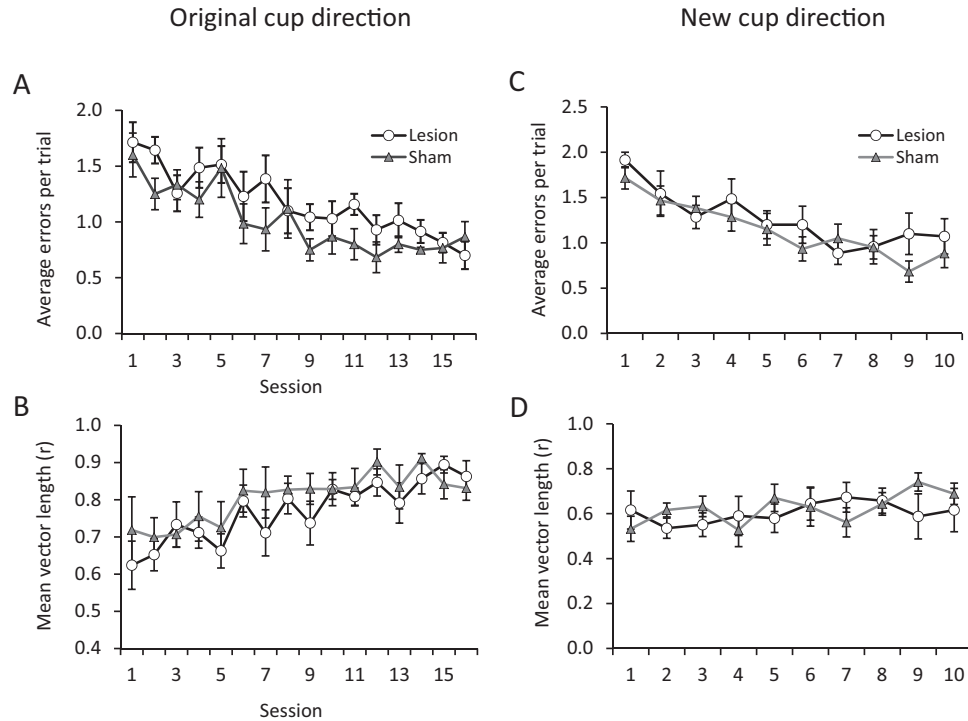 Original cup direction
New cup direction
A
Average errors per trial
2.0
1.5
1.0
0.5
0.0
Lesion
Sham
1 3 5 7 9 11 13 15
Session
C
Average errors per trial
2.5
2.0
1.5
1.0
0.5
0.0
Lesion
Sham
1 2 3 4 5 6 7 8 9 10
B
Mean vector length (r)
1.0
0.9
0.8
0.7
0.6
0.5
0.4
1 3 5 7 9 11 13 15
Session
D
Mean vector length (r)
1.0
0.8
0.6
0.4
0.2
0.0
1 2 3 4 5 6 7 8 9 10